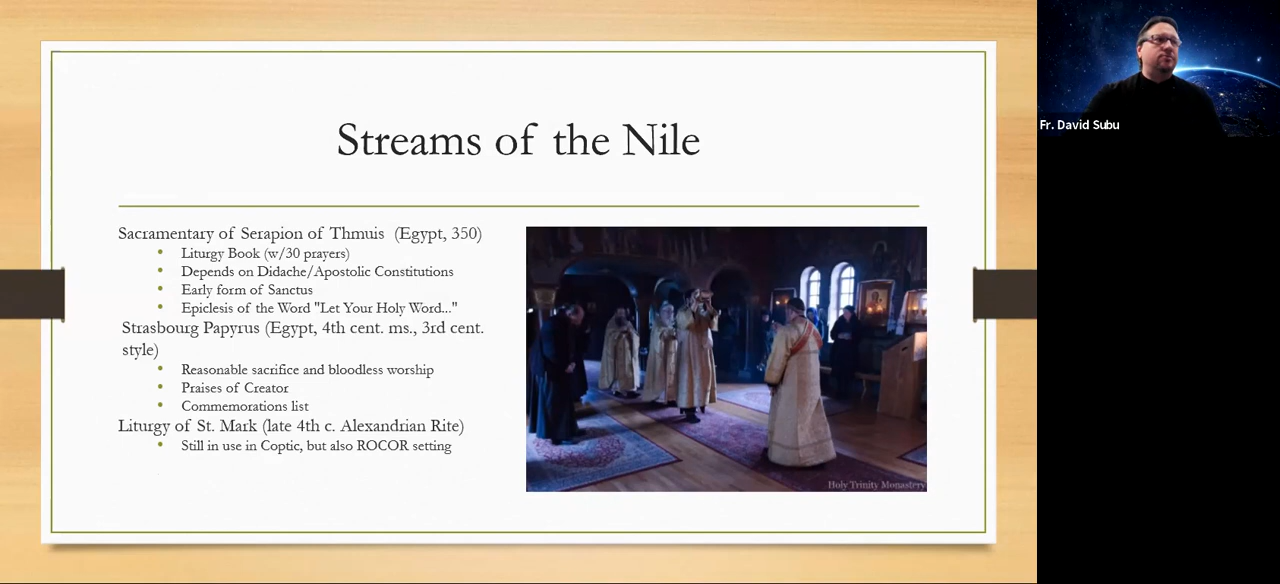 Streams of the Nile
Sacramentary of Serapion of Thmuis (Egypt, 350)
• Liturgy Book (w/30 prayers)
• Depends on Didache/Apostolic Constitutions
• Early form of Sanctus
• Epiclesis of the Word "Let Your Holy Word..."
Strasbourg Papyrus (Egypt, 4th cent. ms., 3rd cent.
style)
• Reasonable sacrifice and bloodless worship
• Praises of Creator
• Commemorations list
Liturgy of St. Mark (late 4th c. Alexandrian Rite)
• Still in use in Coptic, but also ROCOR setting
Holy Trinity Monastery
Fr. David Subu